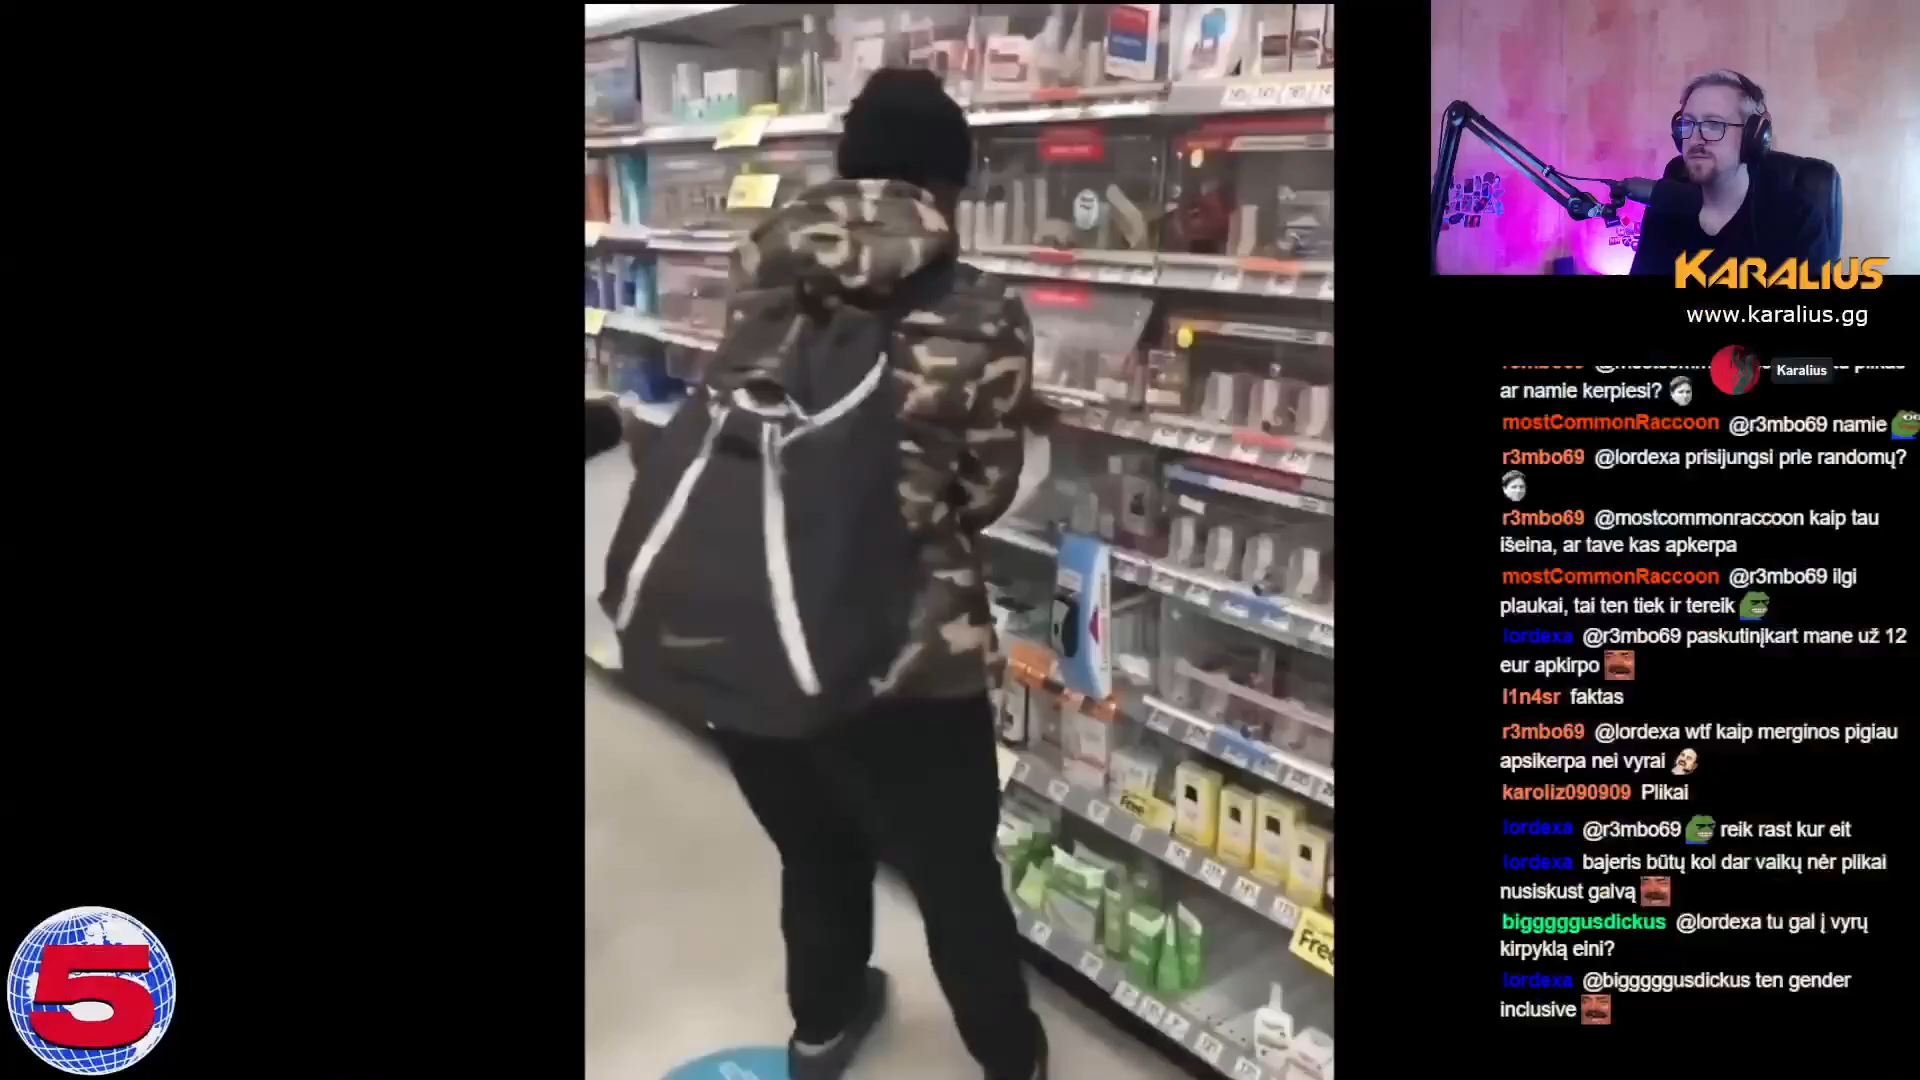 KARALIUS
www.karalius.gg
Karalius
ar namie kerpiesi?
mostCommonRaccoon @r3mbo69 namie
r3mbo69 @lordexa prisijungsi prie randomų?
r3mbo69 @mostcommonraccoon kaip tau
išeina, ar tave kas apkerpa
mostCommonRaccoon @r3mbo69 ilgi
plaukai, tai ten tiek ir tereik
lordexa @r3mbo69 paskutinįkart mane už 12
eur apkirpo
l1n4sr faktas
r3mbo69 @lordexa wtf kaip merginos pigiau
apsikerpa nei vyrai
karoliz090909 Plikai
lordexa @r3mbo69 reik rast kur eit
lordexa bajeris būtų kol dar vaikų nėr plikai
nusiskust galvą
bigggggusdickus @lordexa tu gal į vyrų
kirpyklą eini?
lordexa @bigggggusdickus ten gender
inclusive
Free
Free
5